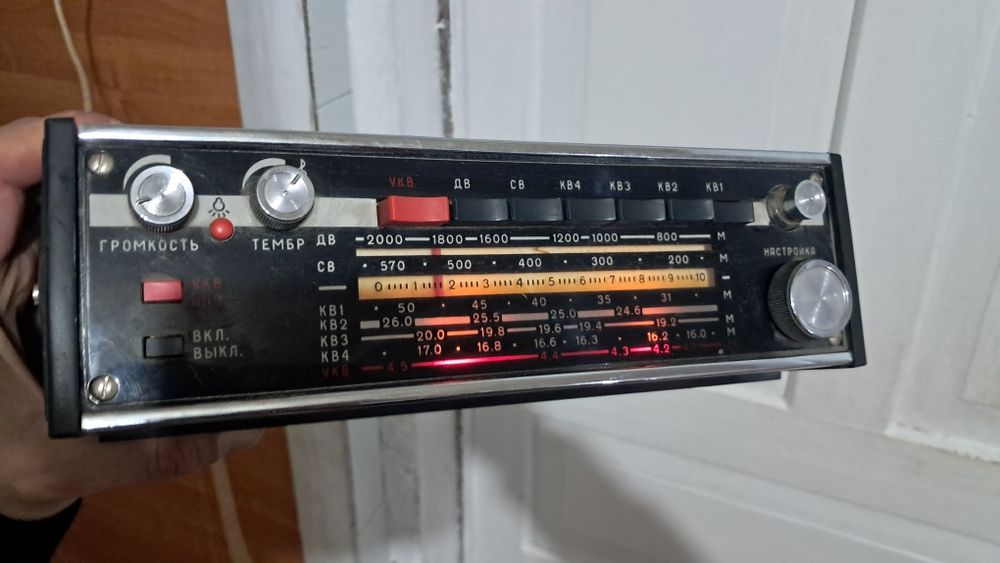 УКВ ДВ СВ КВ4 КВ3 КВ2 КВ1
ГРОМКОСТЬ ТЕМБР
НАСТРОЙКА
ДВ 2000 1800 1600 1200 1000 800 М
СВ 570 500 400 300 200 М
0 1 2 3 4 5 6 7 8 9 10
КВ1 50 45 40 35 31 М
КВ2 26.0 25.5 25.0 24.6 М
КВ3 20.0 19.8 19.6 19.4 19.2 М
КВ4 17.0 16.8 16.6 16.3 16.2 16.0 М
УКВ 4.5 4.4 4.3 4.2
УКВ
ВКЛ.
ВЫКЛ.